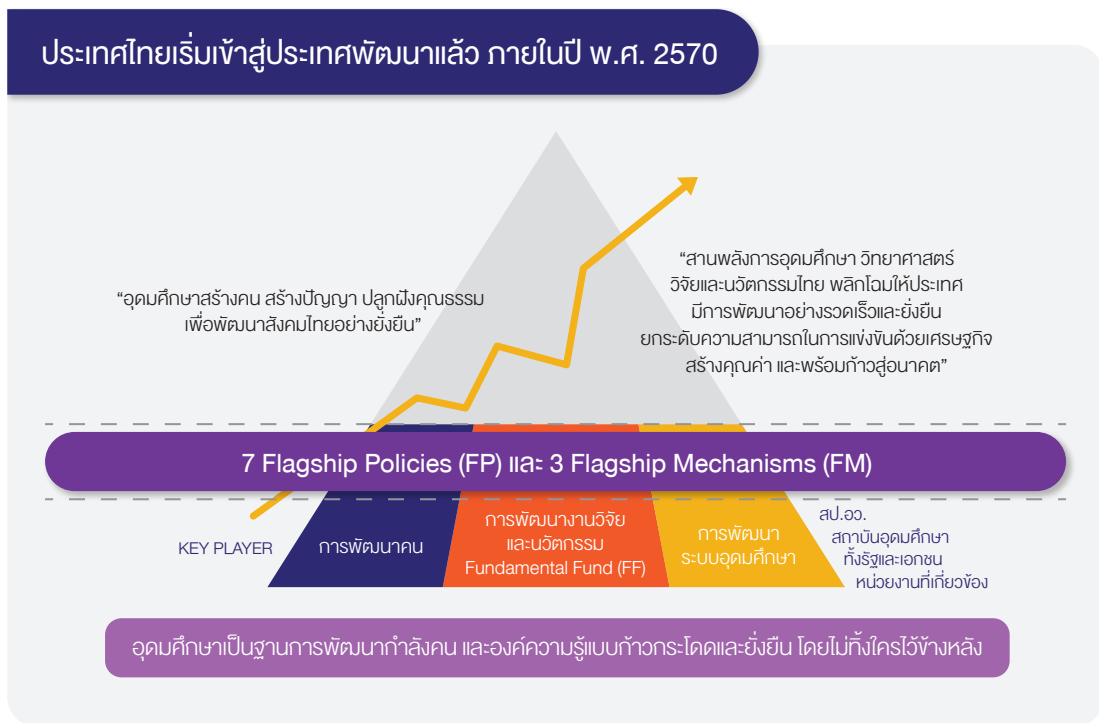 ประเทศไทยเริ่มเข้าสู่ประเทศพัฒนาแล้ว ภายในปี พ.ศ. 2570
“อุดมศึกษาสร้างคน สร้างปัญญา ปลูกฝังคุณธรรม
เพื่อพัฒนาสังคมไทยอย่างยั่งยืน”
“สานพลังการอุดมศึกษา วิทยาศาสตร์
วิจัยและนวัตกรรมไทย พลิกโฉมให้ประเทศ
มีการพัฒนาอย่างรวดเร็วและยั่งยืน
ยกระดับความสามารถในการแข่งขันด้วยเศรษฐกิจ
สร้างคุณค่า และพร้อมก้าวสู่อนาคต”
7 Flagship Policies (FP) และ 3 Flagship Mechanisms (FM)
KEY PLAYER
การพัฒนาคน
การพัฒนางานวิจัย
และนวัตกรรม
Fundamental Fund (FF)
การพัฒนา
ระบบอุดมศึกษา
สป.อว.
สถาบันอุดมศึกษา
ทั้งรัฐและเอกชน
หน่วยงานที่เกี่ยวข้อง
อุดมศึกษาเป็นฐานการพัฒนากำลังคน และองค์ความรู้แบบก้าวกระโดดและยั่งยืน โดยไม่ทิ้งใครไว้ข้างหลัง